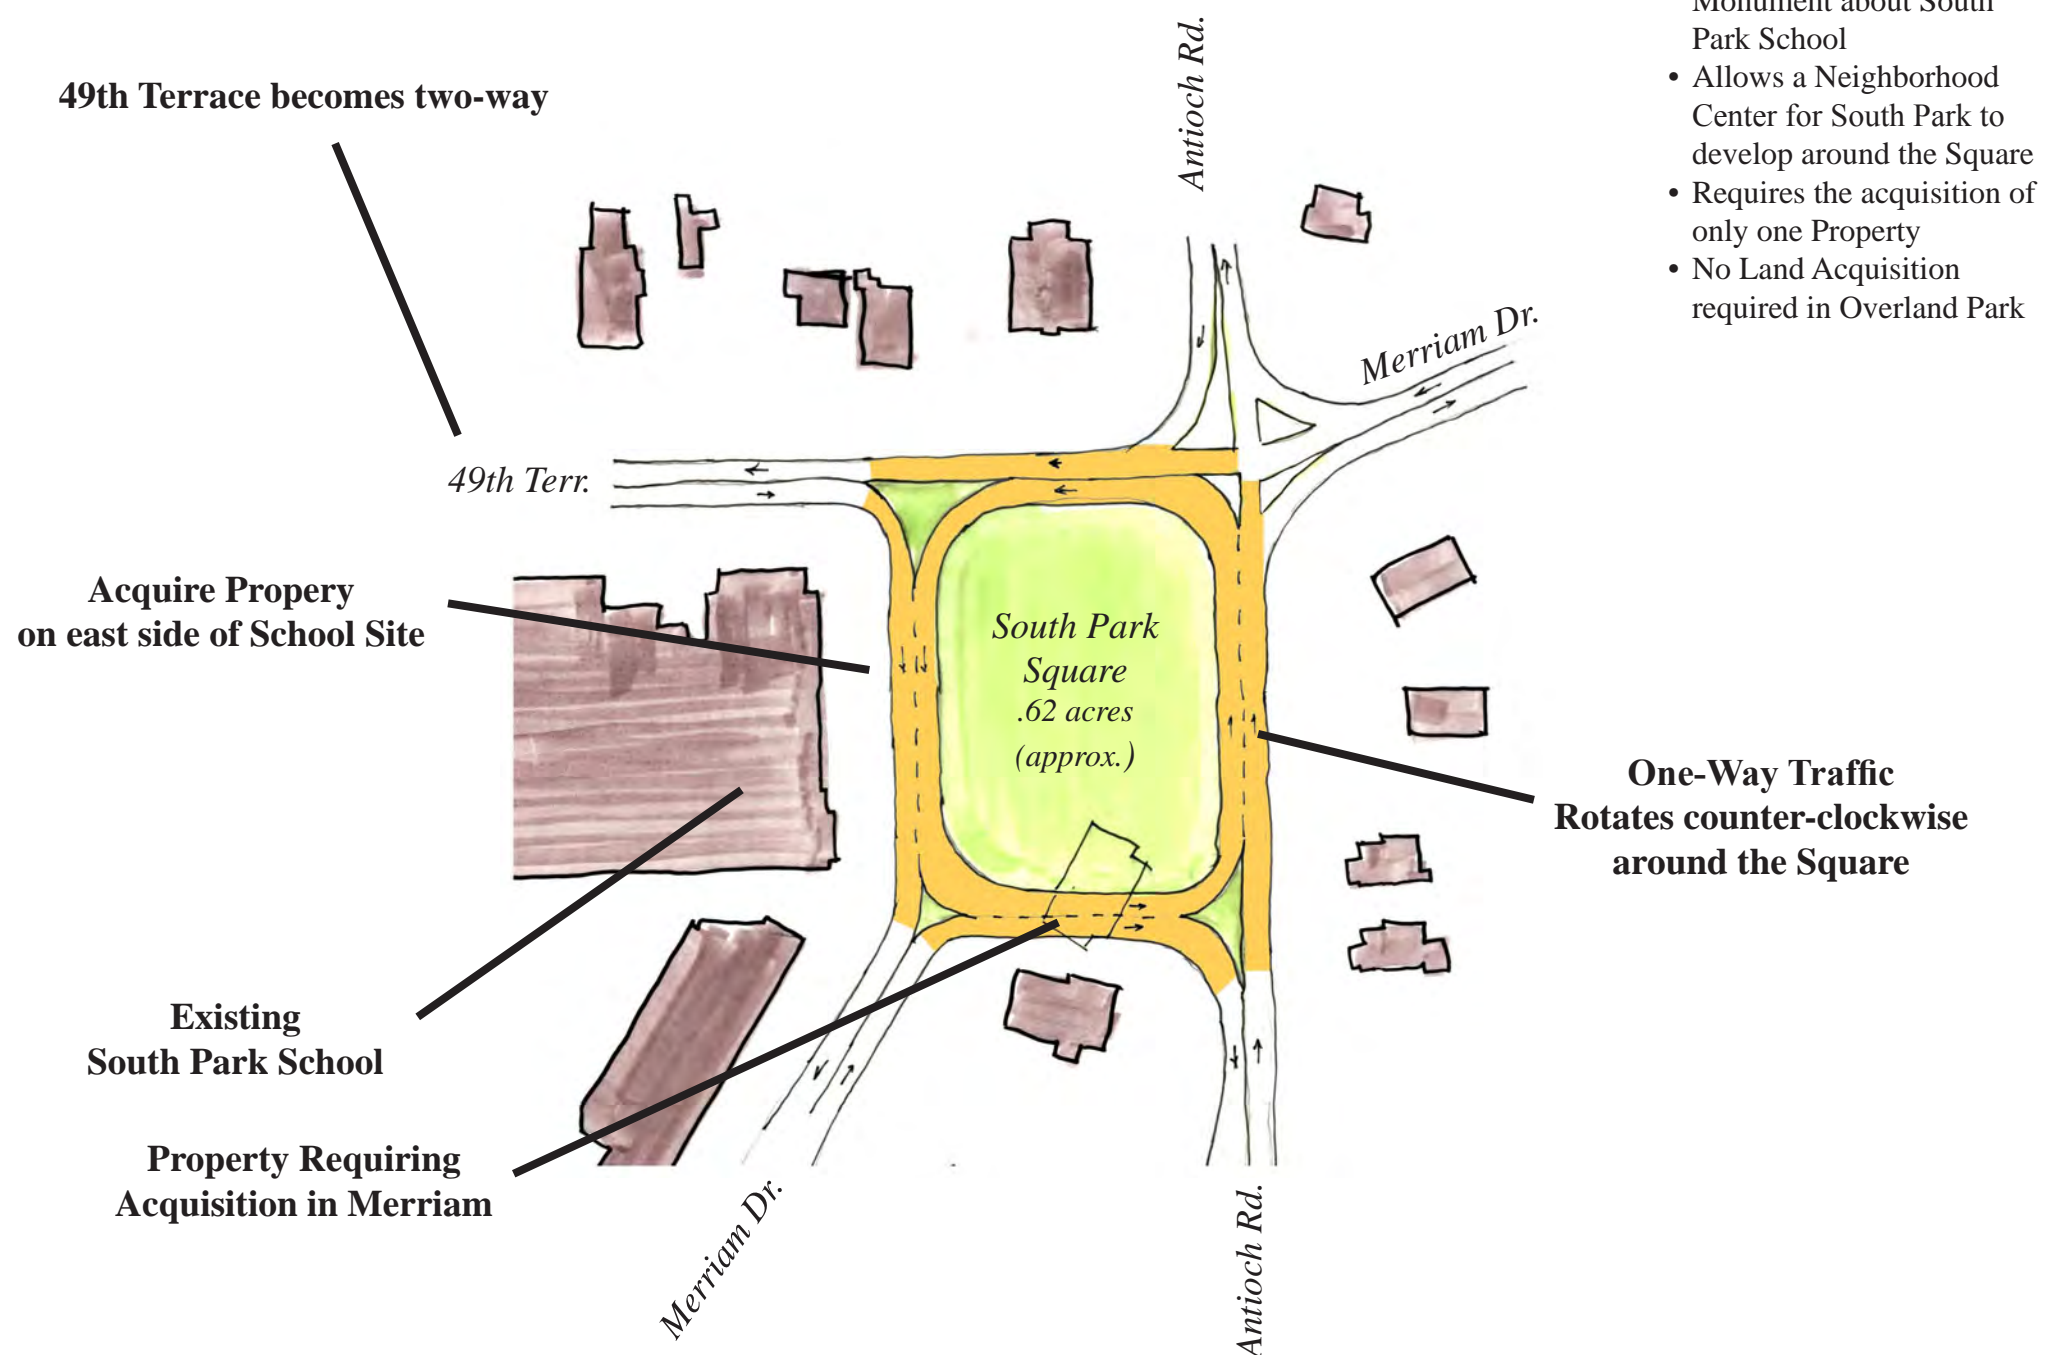 Monument about South
Park School
• Allows a Neighborhood
Center for South Park to
develop around the Square
• Requires the acquisition of
only one Property
• No Land Acquisition
required in Overland Park
49th Terrace becomes two-way
Antioch Rd.
Merriam Dr.
49th Terr.
Acquire Propery
on east side of School Site
South Park
Square
.62 acres
(approx.)
One-Way Traffic
Rotates counter-clockwise
around the Square
Existing
South Park School
Property Requiring
Acquisition in Merriam
Merriam Dr.
Antioch Rd.